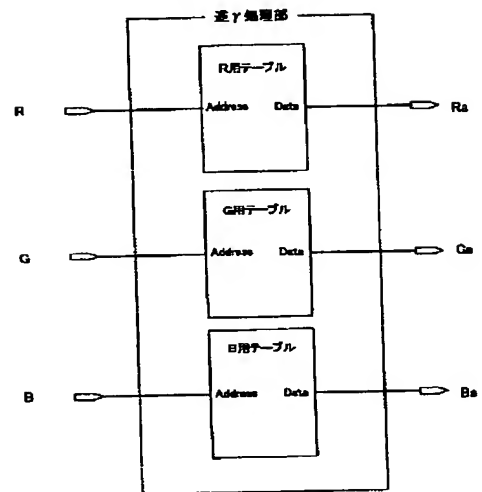 逆γ処理部
R用テーブル
R Address Data Ra
G用テーブル
G Address Data Ga
B用テーブル
B Address Data Ba